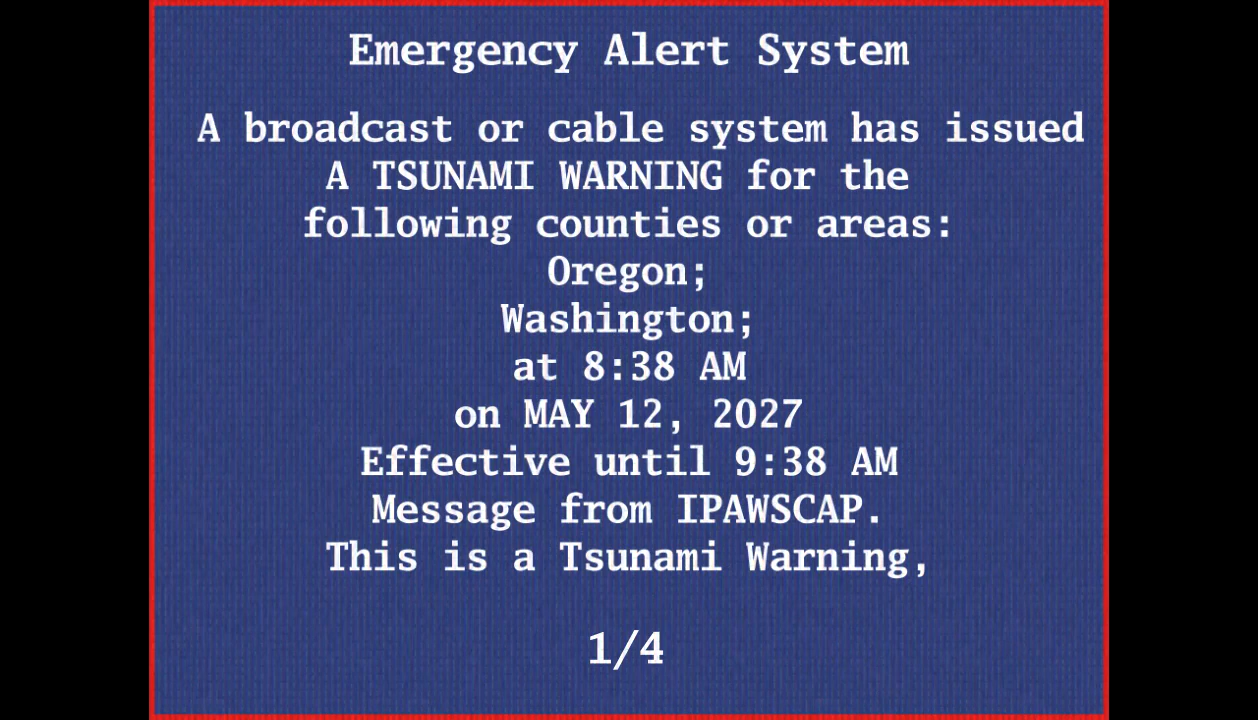 Emergency Alert System
A broadcast or cable system has issued
A TSUNAMI WARNING for the
following counties or areas:
Oregon;
Washington;
at 8:38 AM
on MAY 12, 2027
Effective until 9:38 AM
Message from IPAWSCAP.
This is a Tsunami Warning,
1/4